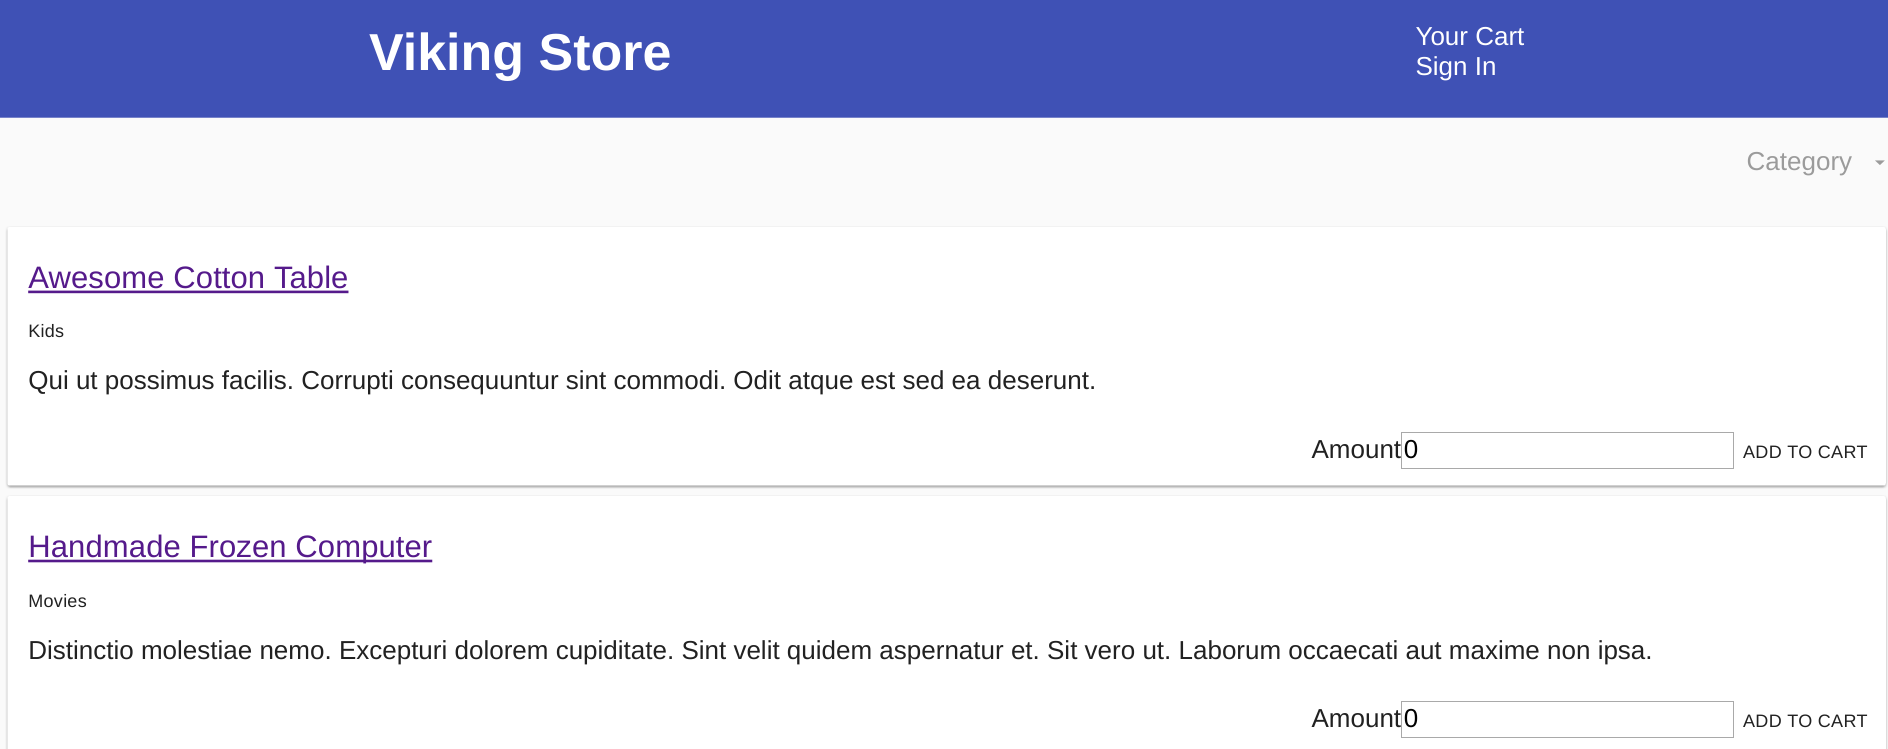 Viking Store
Your Cart
Sign In
Category
Awesome Cotton Table
Kids
Qui ut possimus facilis. Corrupti consequuntur sint commodi. Odit atque est sed ea deserunt.
Amount 0 ADD TO CART
Handmade Frozen Computer
Movies
Distinctio molestiae nemo. Excepturi dolorem cupiditate. Sint velit quidem aspernatur et. Sit vero ut. Laborum occaecati aut maxime non ipsa.
Amount 0 ADD TO CART